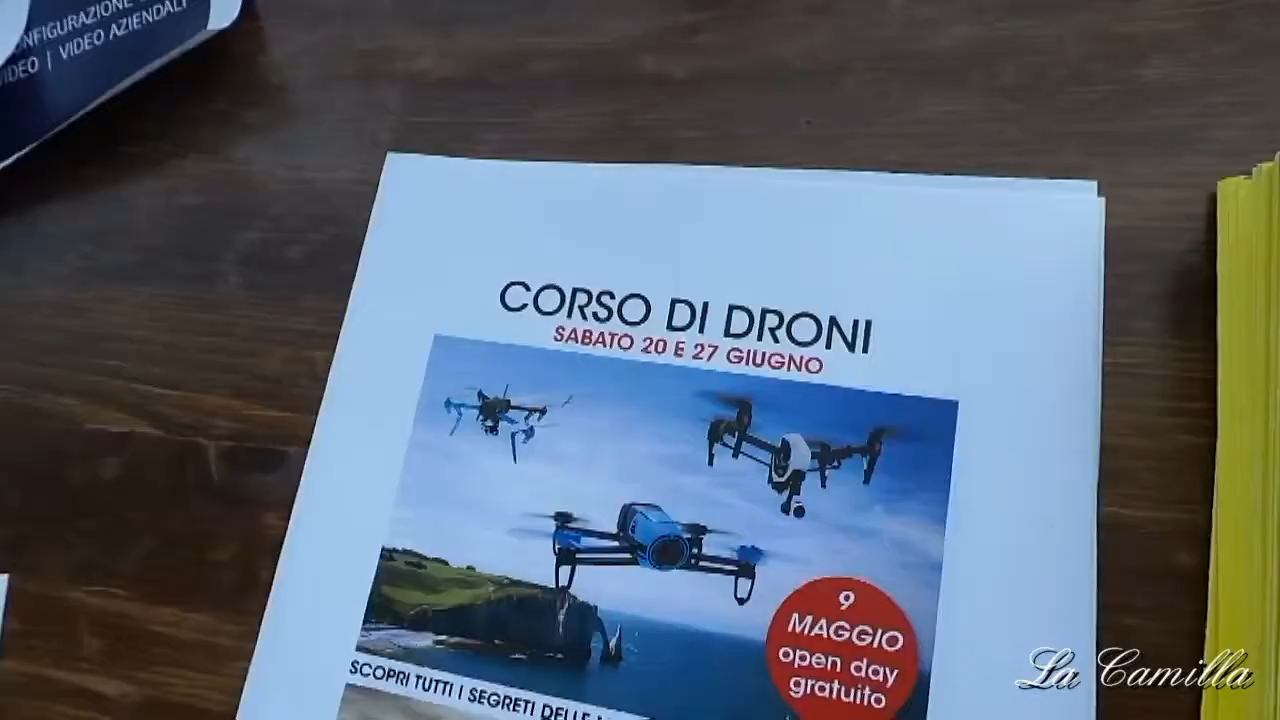 VIDEO | VIDEO AZIENDALI
CORSO DI DRONI
SABATO 20 E 27 GIUGNO
9
MAGGIO
open day
gratuito
SCOPRI TUTTI I SEGRETI DELLE
La Camilla